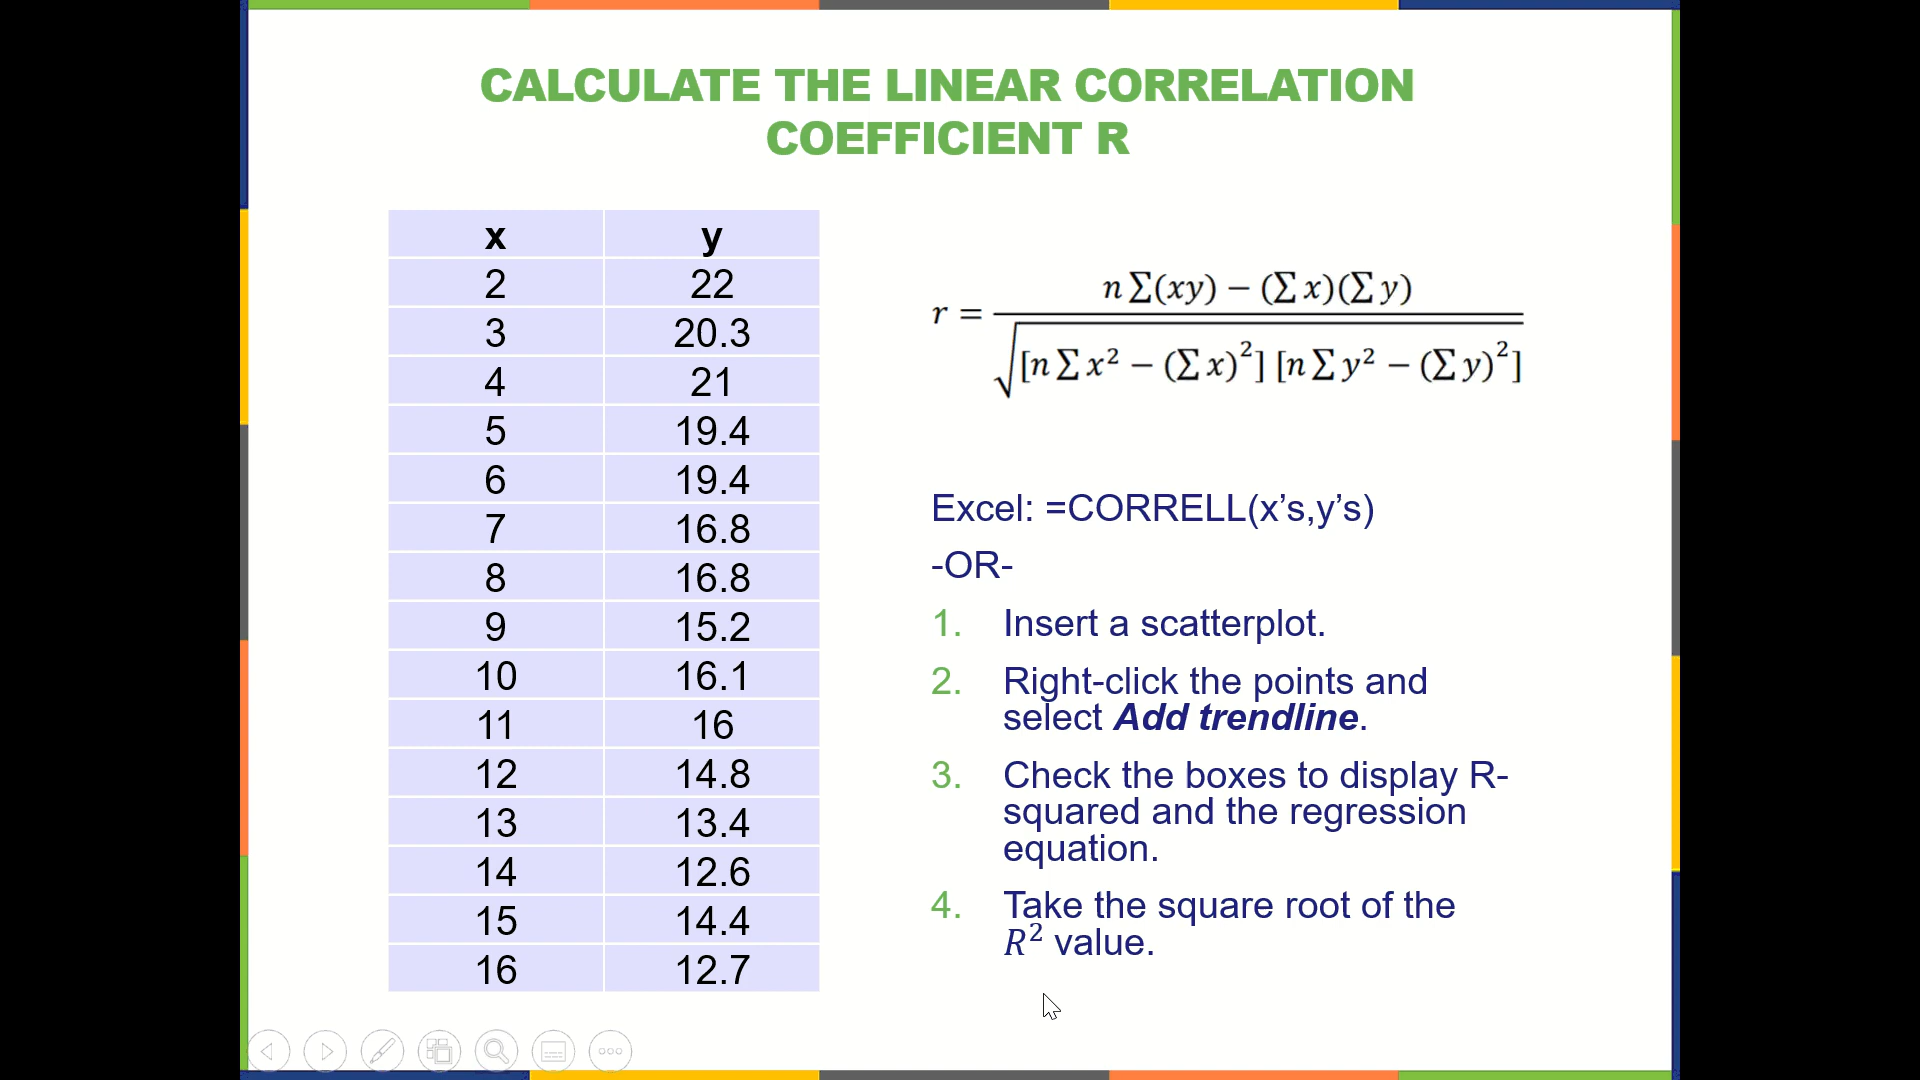 CALCULATE THE LINEAR CORRELATION
COEFFICIENT R
x y
2 22
3 20.3
4 21
5 19.4
6 19.4
7 16.8
8 16.8
9 15.2
10 16.1
11 16
12 14.8
13 13.4
14 12.6
15 14.4
16 12.7
r = n∑(xy) − (∑x)(∑y) / √[n∑x² − (∑x)²][n∑y² − (∑y)²]
Excel: =CORRELL(x’s,y’s)
-OR-
1. Insert a scatterplot.
2. Right-click the points and
select Add trendline.
3. Check the boxes to display R-
squared and the regression
equation.
4. Take the square root of the
R² value.